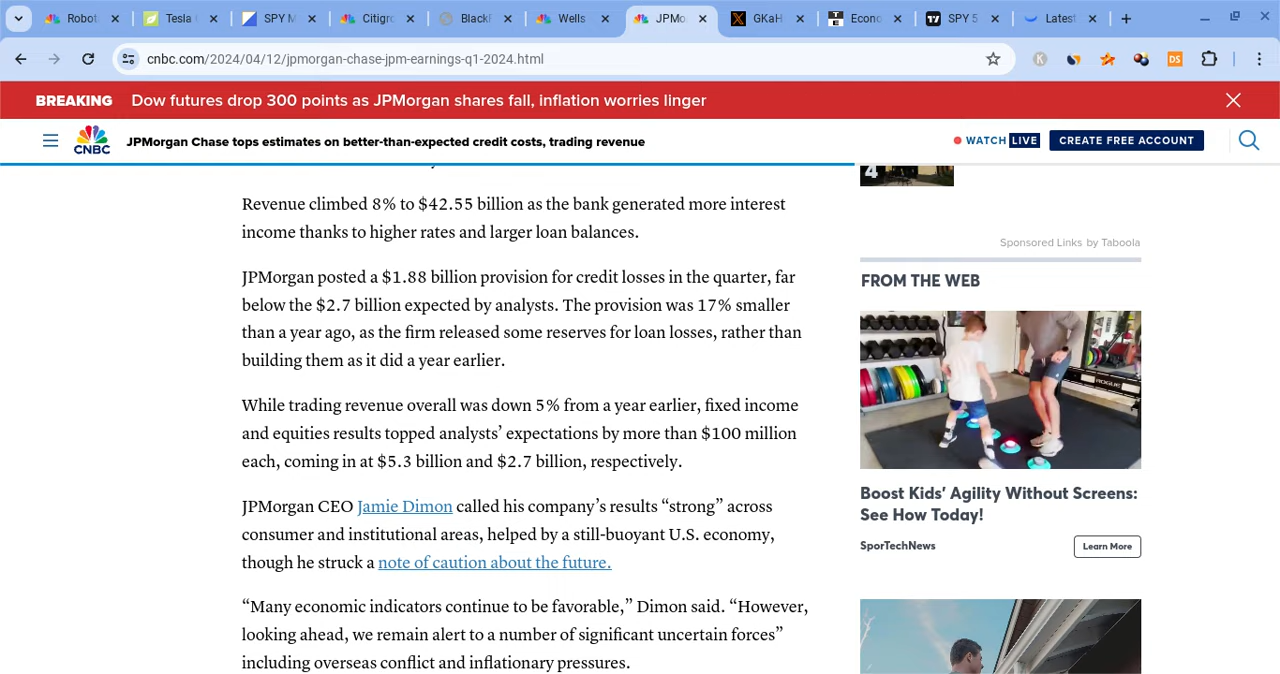 Robot
Tesla
SPY M
Citigr
Black
Wells
JPMo
GKaH
Econo
SPY 5
Latest
cnbc.com/2024/04/12/jpmorgan-chase-jpm-earnings-q1-2024.html
K
DS
BREAKING Dow futures drop 300 points as JPMorgan shares fall, inflation worries linger
CNBC
JPMorgan Chase tops estimates on better-than-expected credit costs, trading revenue
WATCH LIVE
CREATE FREE ACCOUNT
Revenue climbed 8% to $42.55 billion as the bank generated more interest
income thanks to higher rates and larger loan balances.
JPMorgan posted a $1.88 billion provision for credit losses in the quarter, far
below the $2.7 billion expected by analysts. The provision was 17% smaller
than a year ago, as the firm released some reserves for loan losses, rather than
building them as it did a year earlier.
While trading revenue overall was down 5% from a year earlier, fixed income
and equities results topped analysts’ expectations by more than $100 million
each, coming in at $5.3 billion and $2.7 billion, respectively.
JPMorgan CEO Jamie Dimon called his company’s results “strong” across
consumer and institutional areas, helped by a still-buoyant U.S. economy,
though he struck a note of caution about the future.
“Many economic indicators continue to be favorable,” Dimon said. “However,
looking ahead, we remain alert to a number of significant uncertain forces”
including overseas conflict and inflationary pressures.
4
Sponsored Links by Taboola
FROM THE WEB
ROGUE
Boost Kids’ Agility Without Screens:
See How Today!
SporTechNews
Learn More